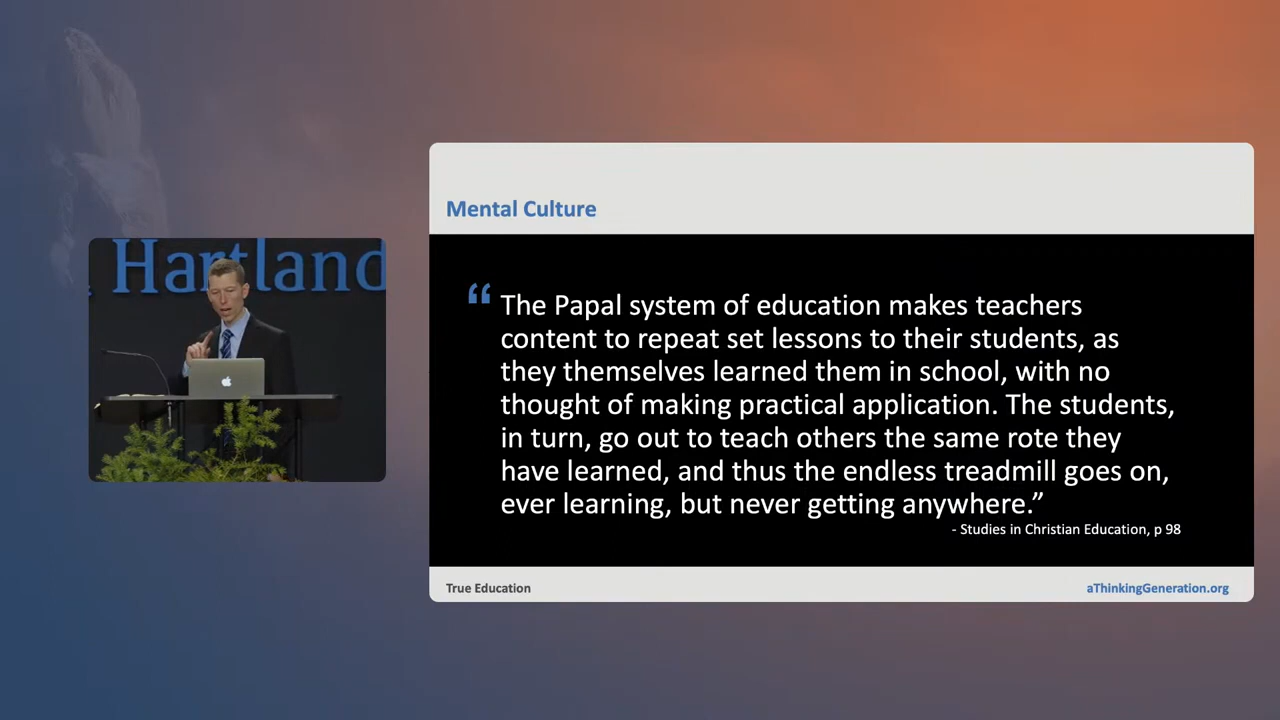 Hartland
Mental Culture
“ The Papal system of education makes teachers
content to repeat set lessons to their students, as
they themselves learned them in school, with no
thought of making practical application. The students,
in turn, go out to teach others the same rote they
have learned, and thus the endless treadmill goes on,
ever learning, but never getting anywhere.”
- Studies in Christian Education, p 98
True Education
aThinkingGeneration.org